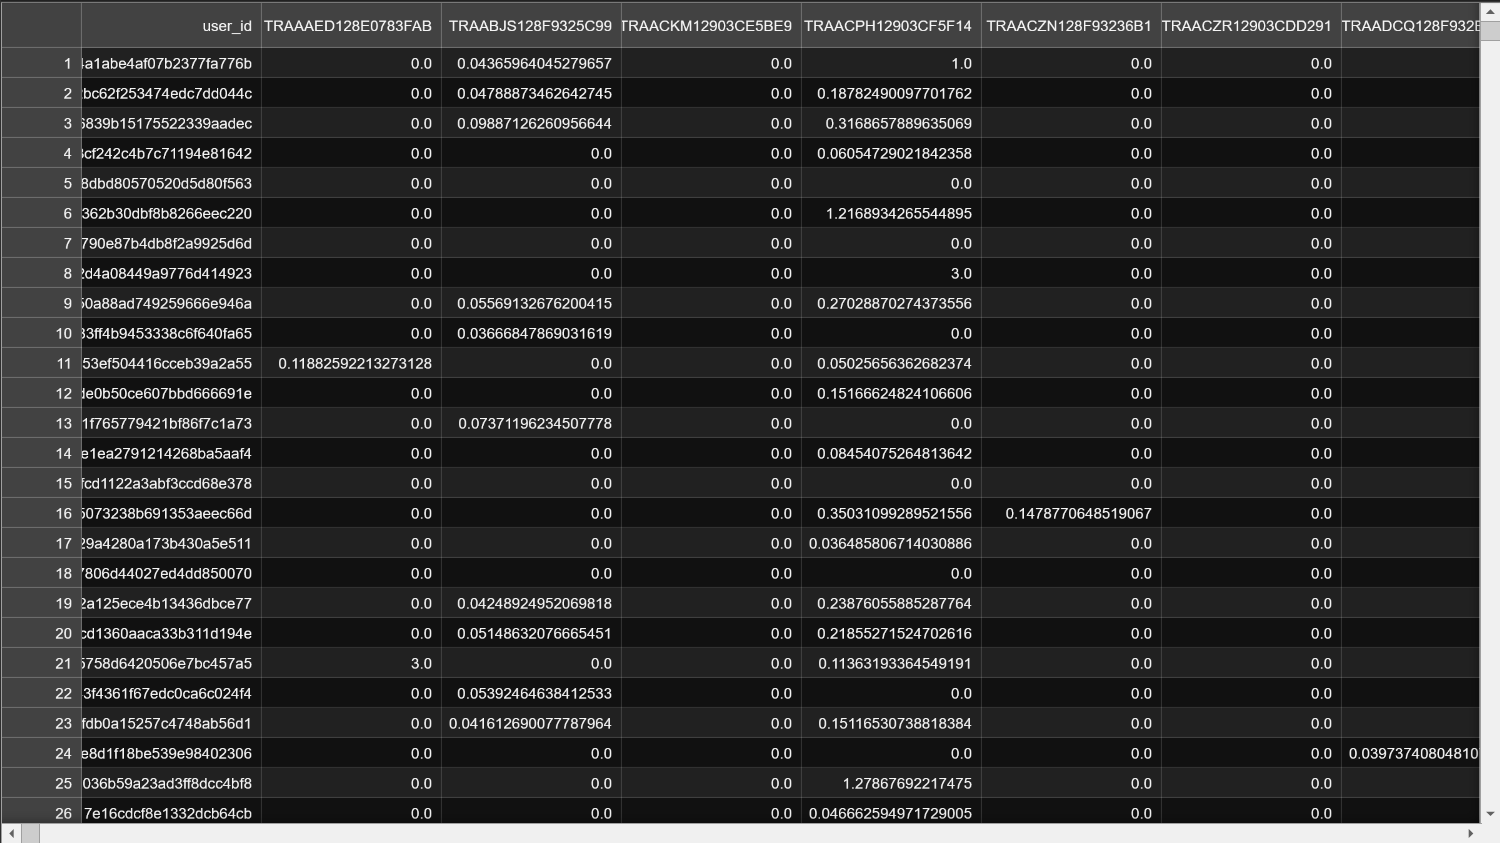 user_id TRAAAED128E0783FAB TRAABJS128F9325C99 TRAACKM12903CE5BE9 TRAACPH12903CF5F14 TRAACZN128F93236B1 TRAACZR12903CDD291 TRAADCQ128F932E
1 4a1abe4af07b2377fa776b 0.0 0.04365964045279657 0.0 1.0 0.0 0.0
2 bc62f253474edc7dd044c 0.0 0.04788873462642745 0.0 0.18782490097701762 0.0 0.0
3 6839b15175522339aadec 0.0 0.09887126260956644 0.0 0.3168657889635069 0.0 0.0
4 cf242c4b7c71194e81642 0.0 0.0 0.0 0.06054729021842358 0.0 0.0
5 8dbd80570520d5d80f563 0.0 0.0 0.0 0.0 0.0 0.0
6 362b30dbf8b8266eec220 0.0 0.0 0.0 1.2168934265544895 0.0 0.0
7 790e87b4db8f2a9925d6d 0.0 0.0 0.0 0.0 0.0 0.0
8 2d4a08449a9776d414923 0.0 0.0 0.0 3.0 0.0 0.0
9 60a88ad749259666e946a 0.0 0.05569132676200415 0.0 0.27028870274373556 0.0 0.0
10 33ff4b9453338c6f640fa65 0.0 0.03666847869031619 0.0 0.0 0.0 0.0
11 53ef504416cceb39a2a55 0.11882592213273128 0.0 0.0 0.05025656362682374 0.0 0.0
12 de0b50ce607bbd666691e 0.0 0.0 0.0 0.15166624824106606 0.0 0.0
13 1f765779421bf86f7c1a73 0.0 0.07371196234507778 0.0 0.0 0.0 0.0
14 e1ea2791214268ba5aaf4 0.0 0.0 0.0 0.08454075264813642 0.0 0.0
15 fcd1122a3abf3ccd68e378 0.0 0.0 0.0 0.0 0.0 0.0
16 5073238b691353aeec66d 0.0 0.0 0.0 0.35031099289521556 0.1478770648519067 0.0
17 29a4280a173b430a5e511 0.0 0.0 0.0 0.036485806714030886 0.0 0.0
18 7806d44027ed4dd850070 0.0 0.0 0.0 0.0 0.0 0.0
19 2a125ece4b13436dbce77 0.0 0.04248924952069818 0.0 0.23876055885287764 0.0 0.0
20 cd1360aaca33b311d194e 0.0 0.05148632076665451 0.0 0.21855271524702616 0.0 0.0
21 5758d6420506e7bc457a5 3.0 0.0 0.0 0.11363193364549191 0.0 0.0
22 3f4361f67edc0ca6c024f4 0.0 0.05392464638412533 0.0 0.0 0.0 0.0
23 fdb0a15257c4748ab56d1 0.0 0.041612690077787964 0.0 0.15116530738818384 0.0 0.0
24 e8d1f18be539e98402306 0.0 0.0 0.0 0.0 0.0 0.0 0.03973740804810
25 036b59a23ad3ff8dcc4bf8 0.0 0.0 0.0 1.27867692217475 0.0 0.0
26 7e16cdcf8e1332dcb64cb 0.0 0.0 0.0 0.046662594971729005 0.0 0.0